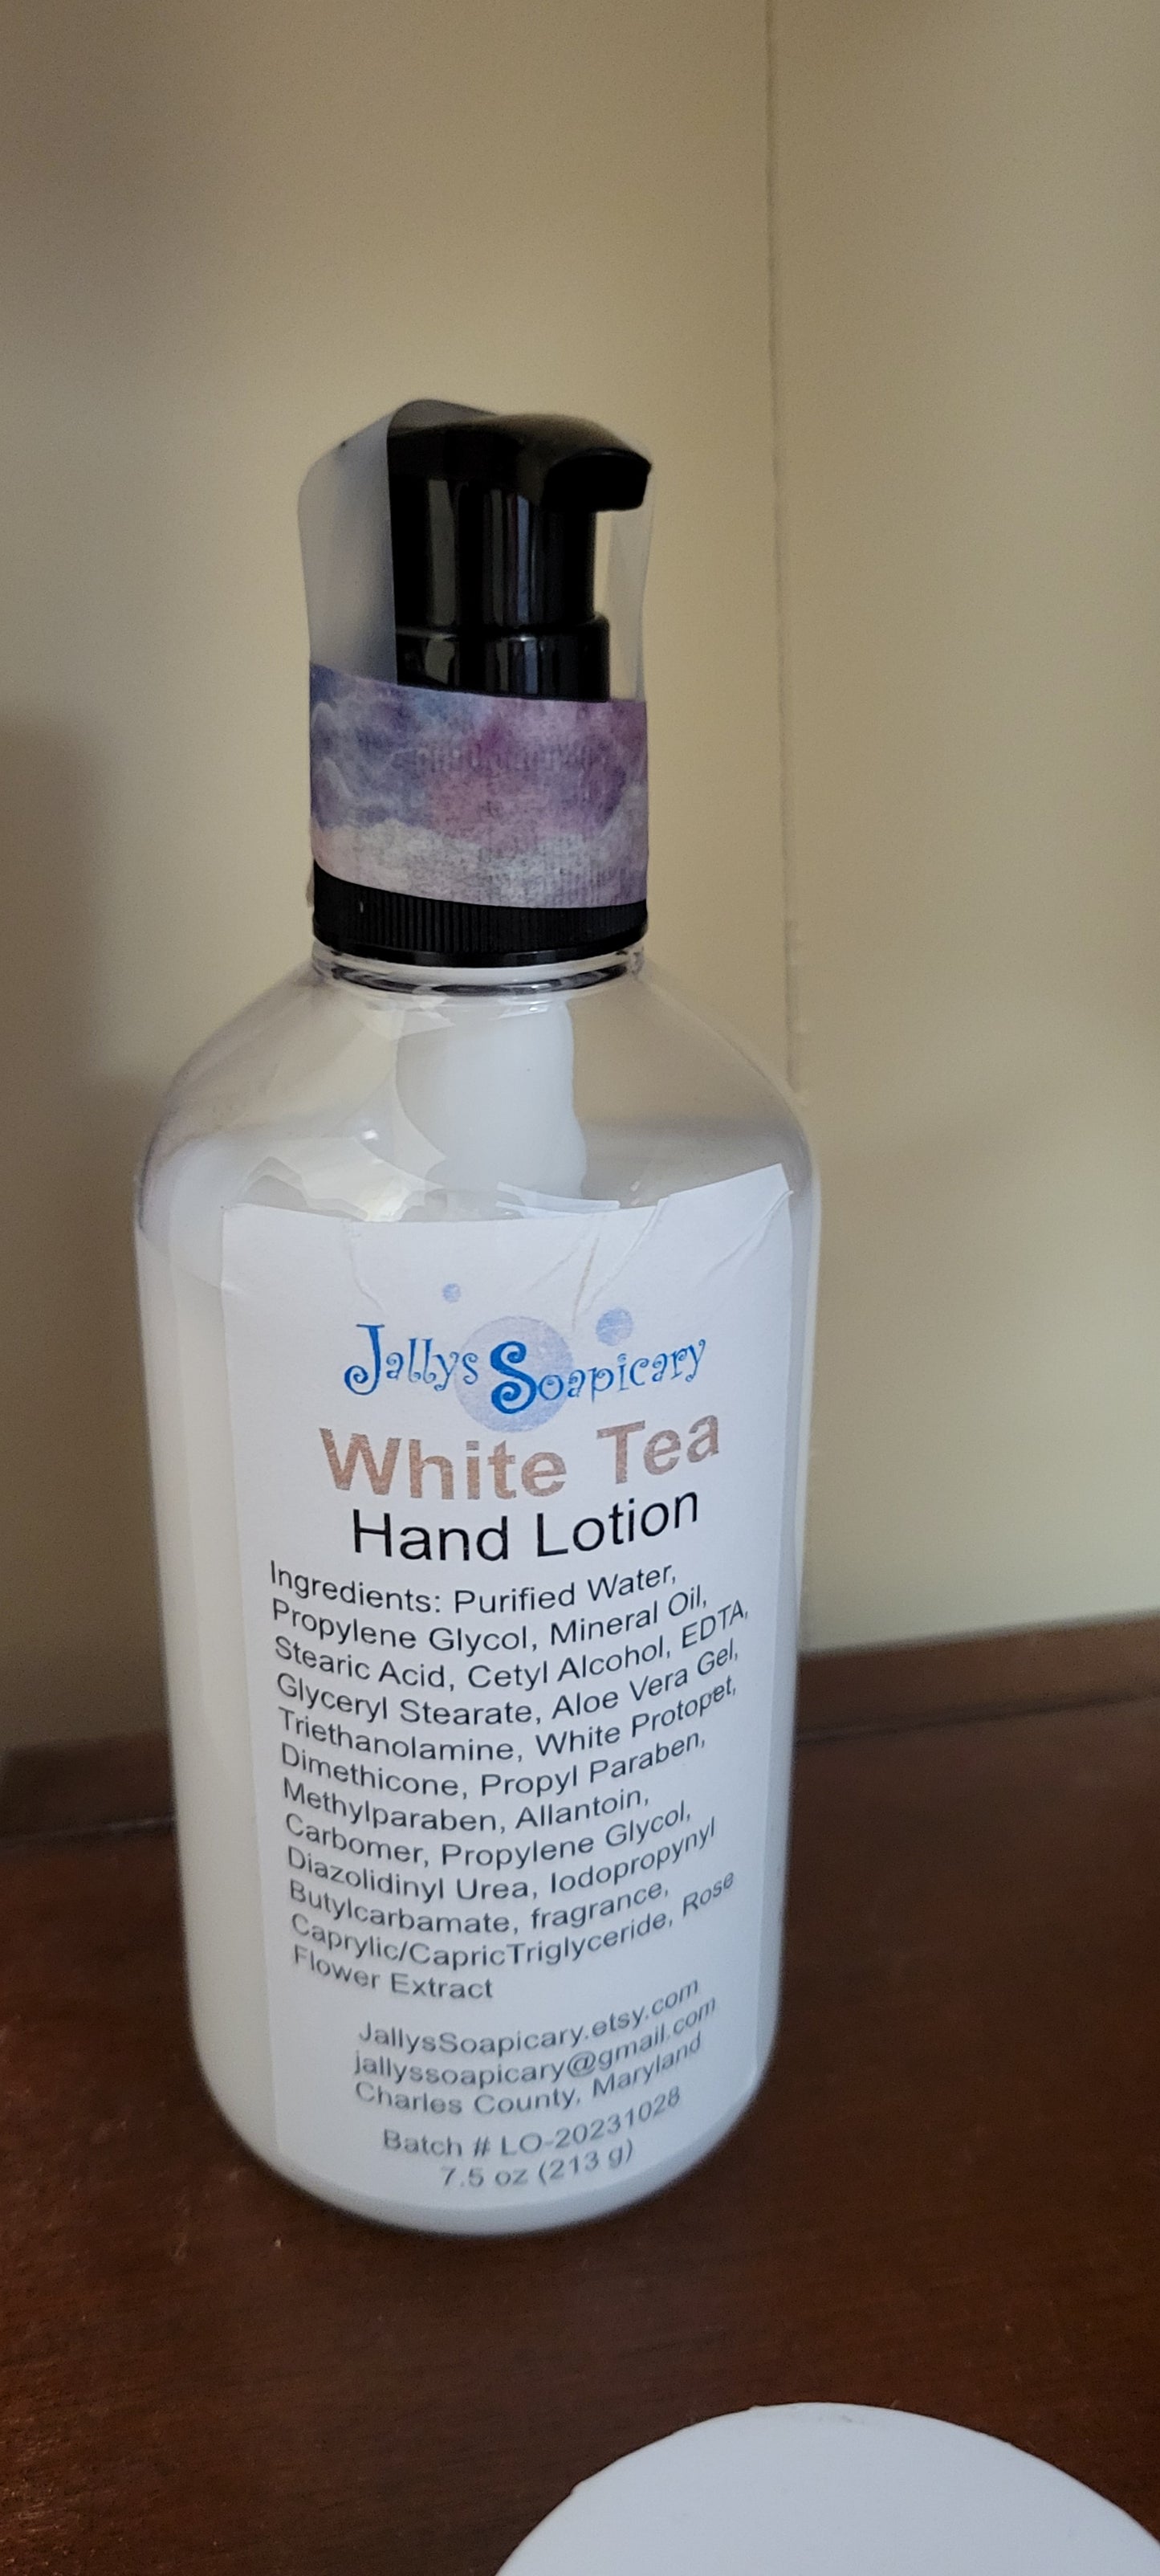 Jallys Soapicary
White Tea
Hand Lotion
Ingredients: Purified Water,
Propylene Glycol, Mineral Oil,
Stearic Acid, Cetyl Alcohol, EDTA,
Glyceryl Stearate, Aloe Vera Gel,
Triethanolamine, White Protopet,
Dimethicone, Propyl Paraben,
Methylparaben, Allantoin,
Carbomer, Propylene Glycol,
Diazolidinyl Urea, Iodopropynyl
Butylcarbamate, fragrance,
Caprylic/CapricTriglyceride, Rose
Flower Extract
JallysSoapicary.etsy.com
jallyssoapicary@gmail.com
Charles County, Maryland
Batch # LO-20231028
7.5 oz (213 g)